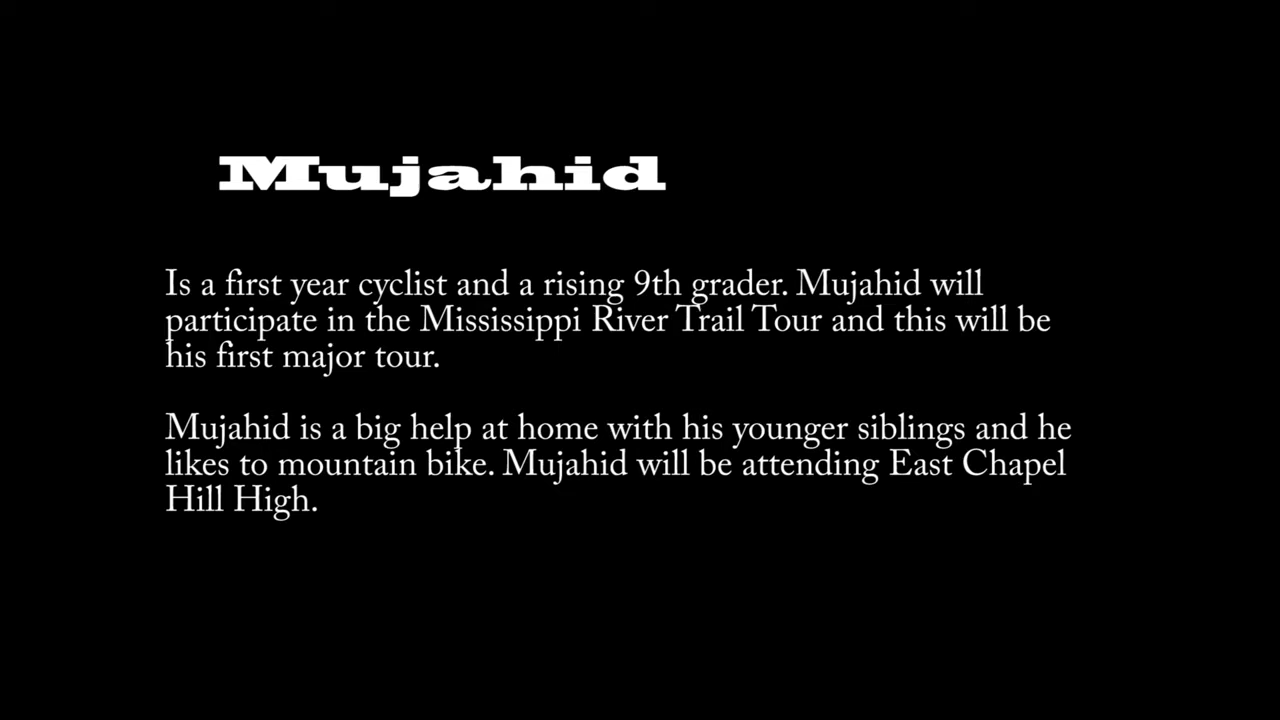 Mujahid
Is a first year cyclist and a rising 9th grader. Mujahid will
participate in the Mississippi River Trail Tour and this will be
his first major tour.
Mujahid is a big help at home with his younger siblings and he
likes to mountain bike. Mujahid will be attending East Chapel
Hill High.